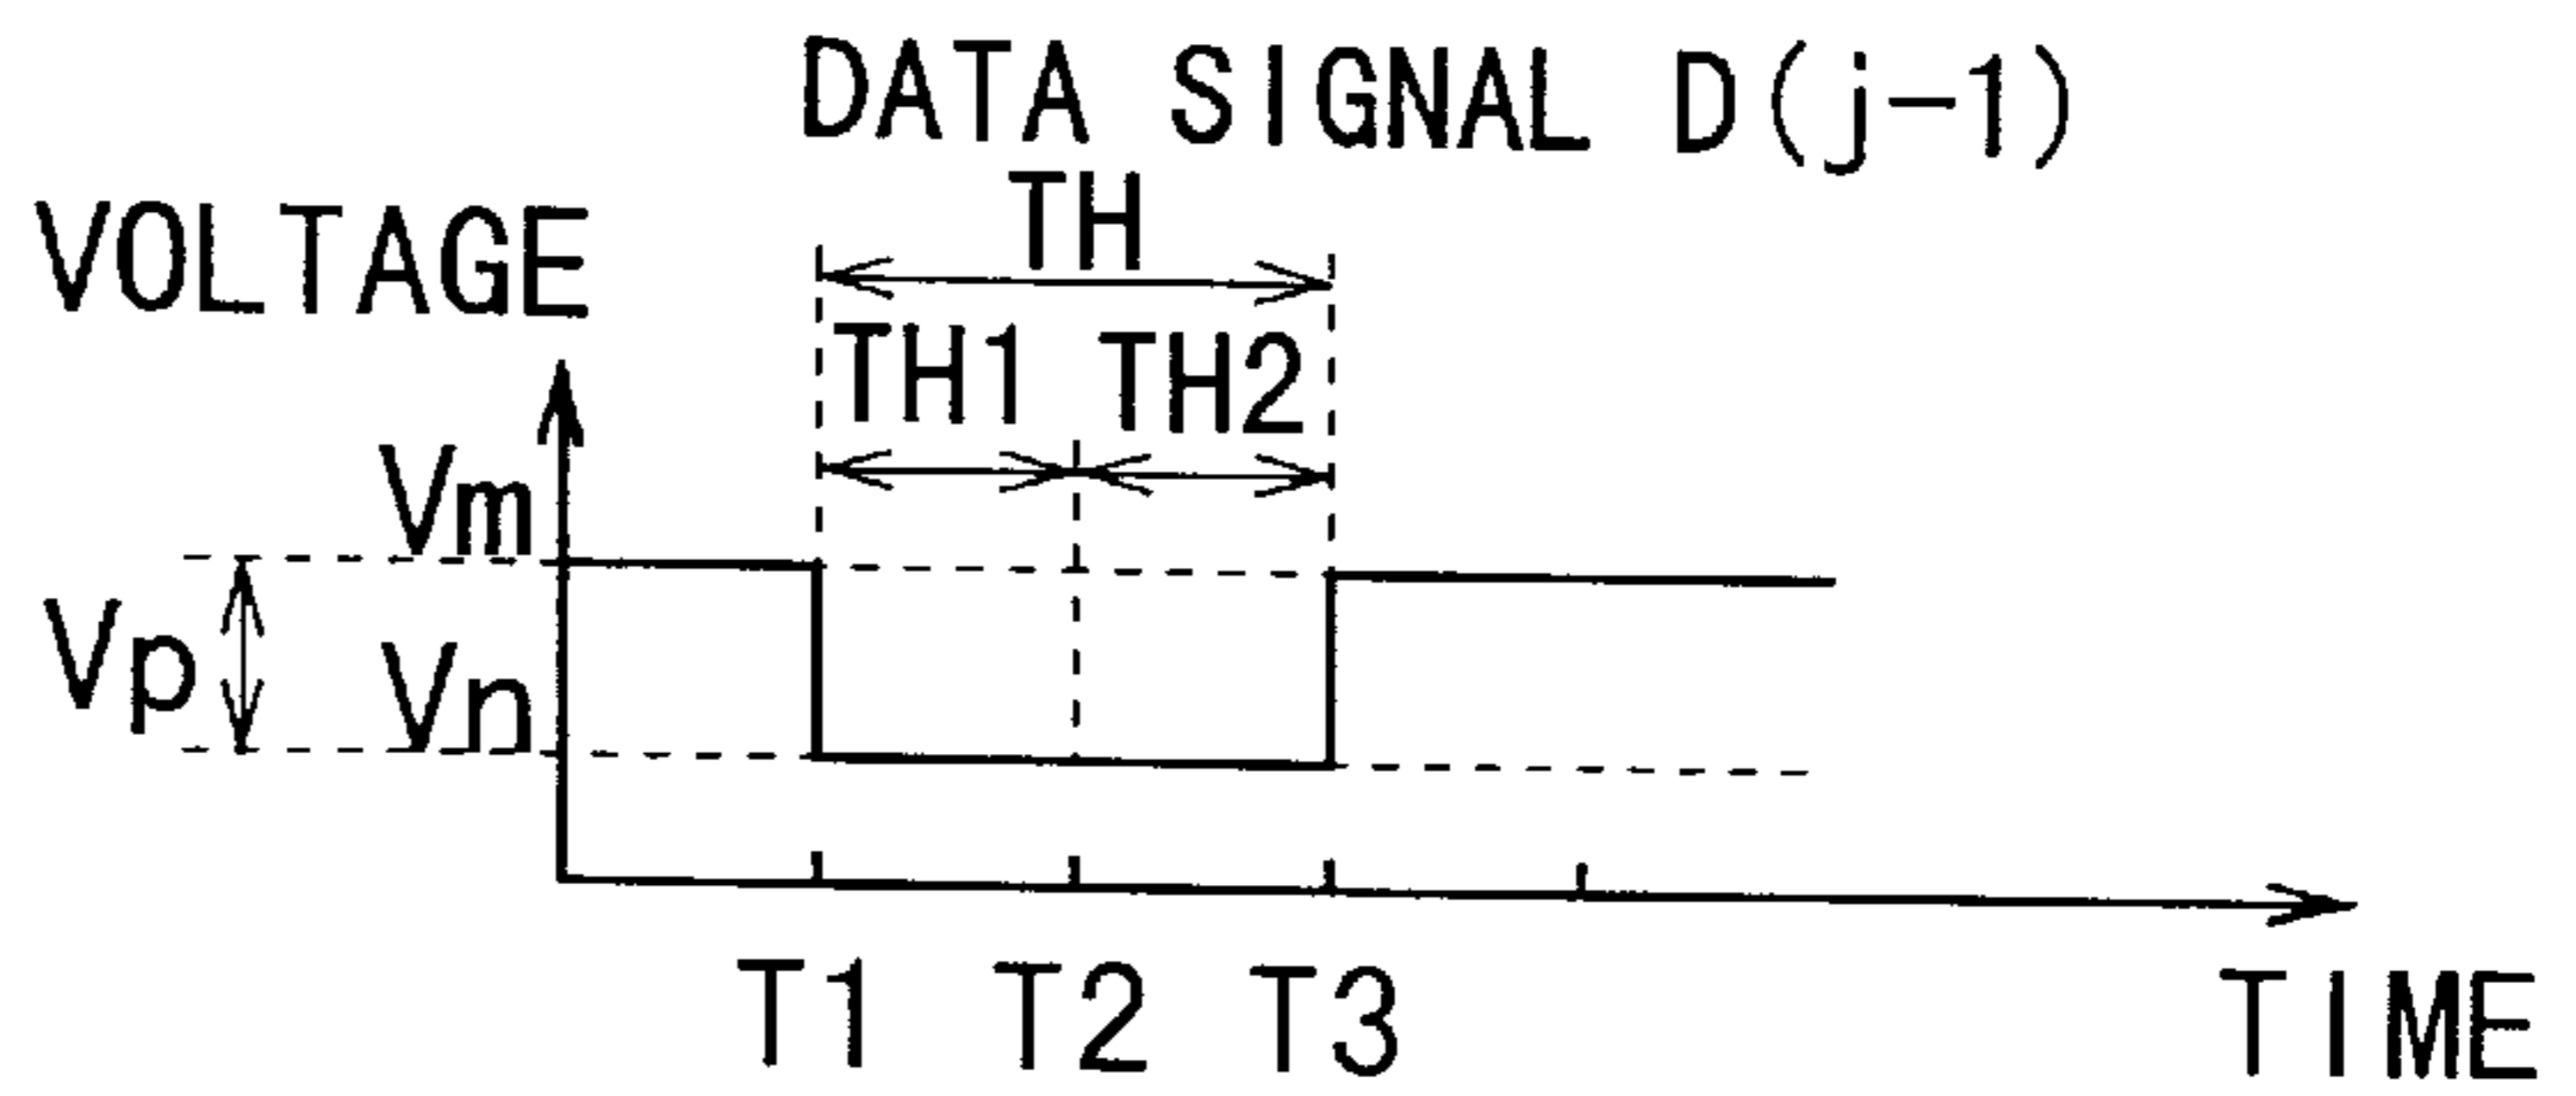 DATA SIGNAL D(j-1)
TH
VOLTAGE
TH1 TH2
Vm
Vp
Vn
T1 T2 T3
TIME